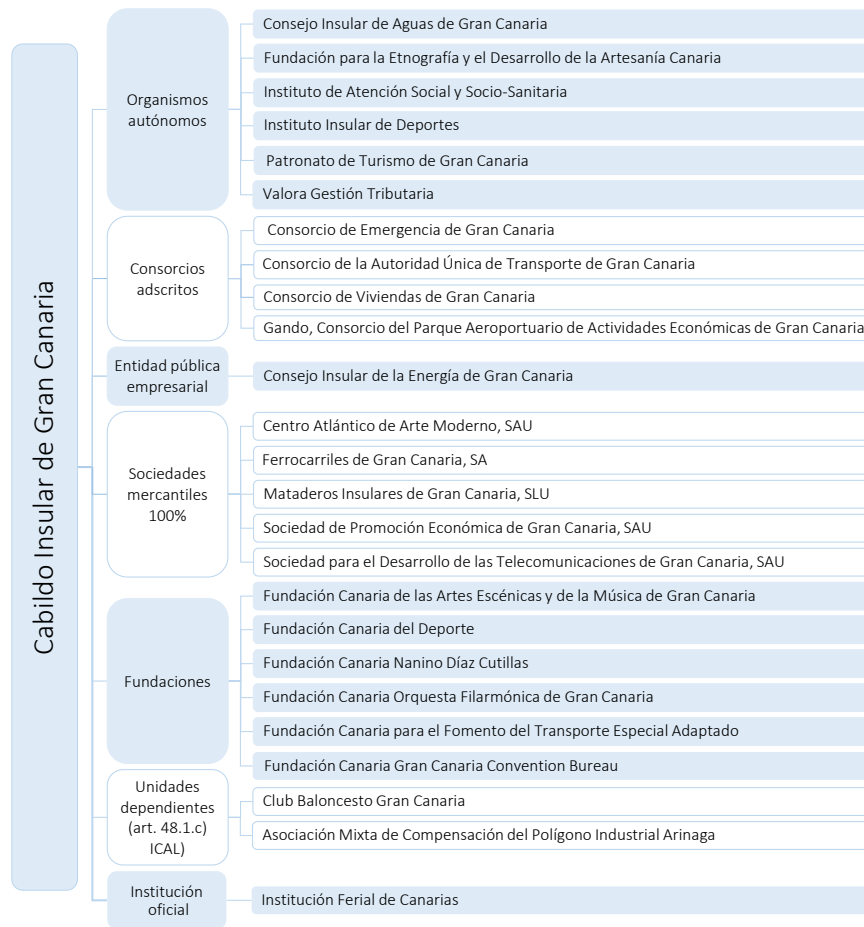 Cabildo Insular de Gran Canaria
Organismos
autónomos
Consejo Insular de Aguas de Gran Canaria
Fundación para la Etnografía y el Desarrollo de la Artesanía Canaria
Instituto de Atención Social y Socio-Sanitaria
Instituto Insular de Deportes
Patronato de Turismo de Gran Canaria
Valora Gestión Tributaria
Consorcios
adscritos
Consorcio de Emergencia de Gran Canaria
Consorcio de la Autoridad Única de Transporte de Gran Canaria
Consorcio de Viviendas de Gran Canaria
Gando, Consorcio del Parque Aeroportuario de Actividades Económicas de Gran Canaria
Entidad pública
empresarial
Consejo Insular de la Energía de Gran Canaria
Sociedades
mercantiles
100%
Centro Atlántico de Arte Moderno, SAU
Ferrocarriles de Gran Canaria, SA
Mataderos Insulares de Gran Canaria, SLU
Sociedad de Promoción Económica de Gran Canaria, SAU
Sociedad para el Desarrollo de las Telecomunicaciones de Gran Canaria, SAU
Fundaciones
Fundación Canaria de las Artes Escénicas y de la Música de Gran Canaria
Fundación Canaria del Deporte
Fundación Canaria Nanino Díaz Cutillas
Fundación Canaria Orquesta Filarmónica de Gran Canaria
Fundación Canaria para el Fomento del Transporte Especial Adaptado
Fundación Canaria Gran Canaria Convention Bureau
Unidades
dependientes
(art. 48.1.c)
ICAL)
Club Baloncesto Gran Canaria
Asociación Mixta de Compensación del Polígono Industrial Arinaga
Institución
oficial
Institución Ferial de Canarias